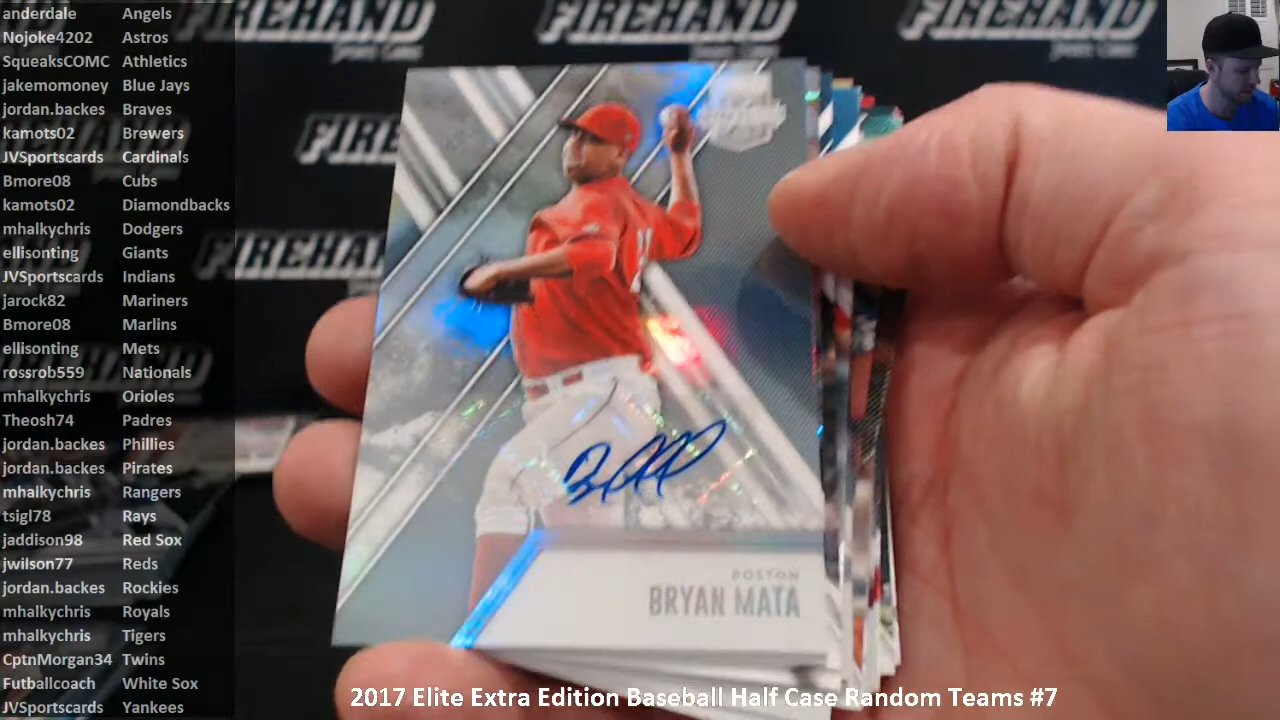 anderdale Angels
Nojoke4202 Astros
SqueaksCOMC Athletics
jakemomoney Blue Jays
jordan.backes Braves
kamots02 Brewers
JVSportscards Cardinals
Bmore08 Cubs
kamots02 Diamondbacks
mhalkychris Dodgers
ellisonting Giants
JVSportscards Indians
jarock82 Mariners
Bmore08 Marlins
ellisonting Mets
rossrob559 Nationals
mhalkychris Orioles
Theosh74 Padres
jordan.backes Phillies
jordan.backes Pirates
mhalkychris Rangers
tsigl78 Rays
jaddison98 Red Sox
jwilson77 Reds
jordan.backes Rockies
mhalkychris Royals
mhalkychris Tigers
CptnMorgan34 Twins
Futballcoach White Sox
JVSportscards Yankees
FIREHAND
FIREHAND
FIREHAND
FIREHAND
BOSTON
BRYAN MATA
2017 Elite Extra Edition Baseball Half Case Random Teams #7